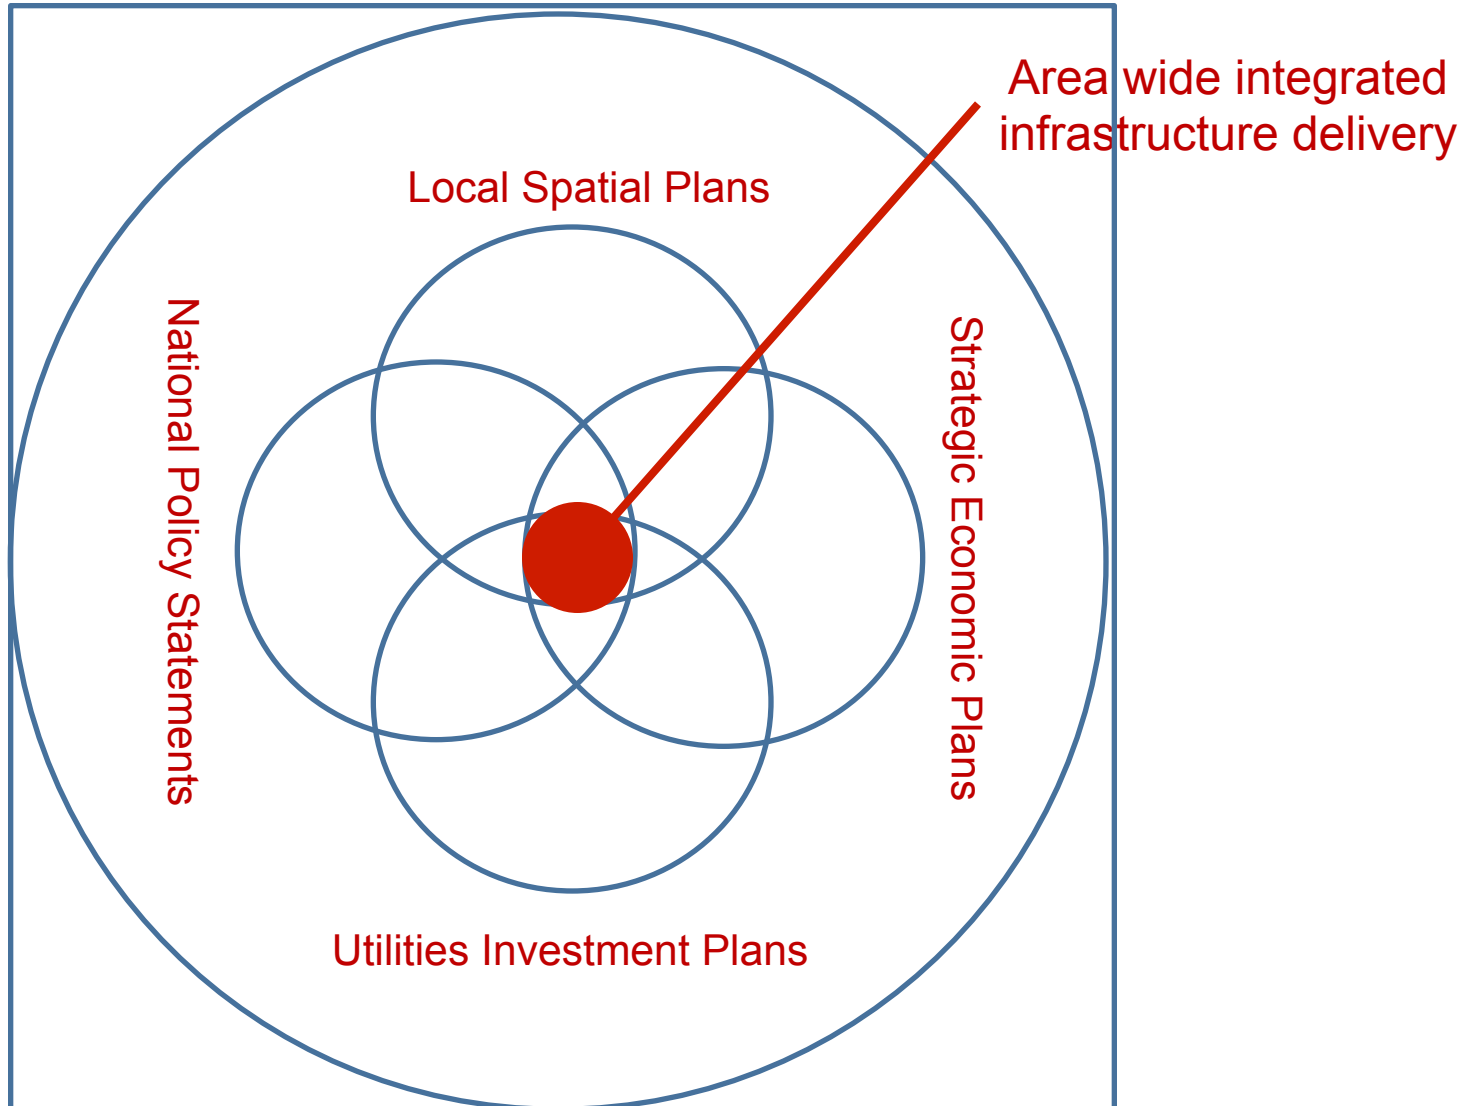 Area wide integrated
infrastructure delivery
Local Spatial Plans
National Policy Statements
Strategic Economic Plans
Utilities Investment Plans